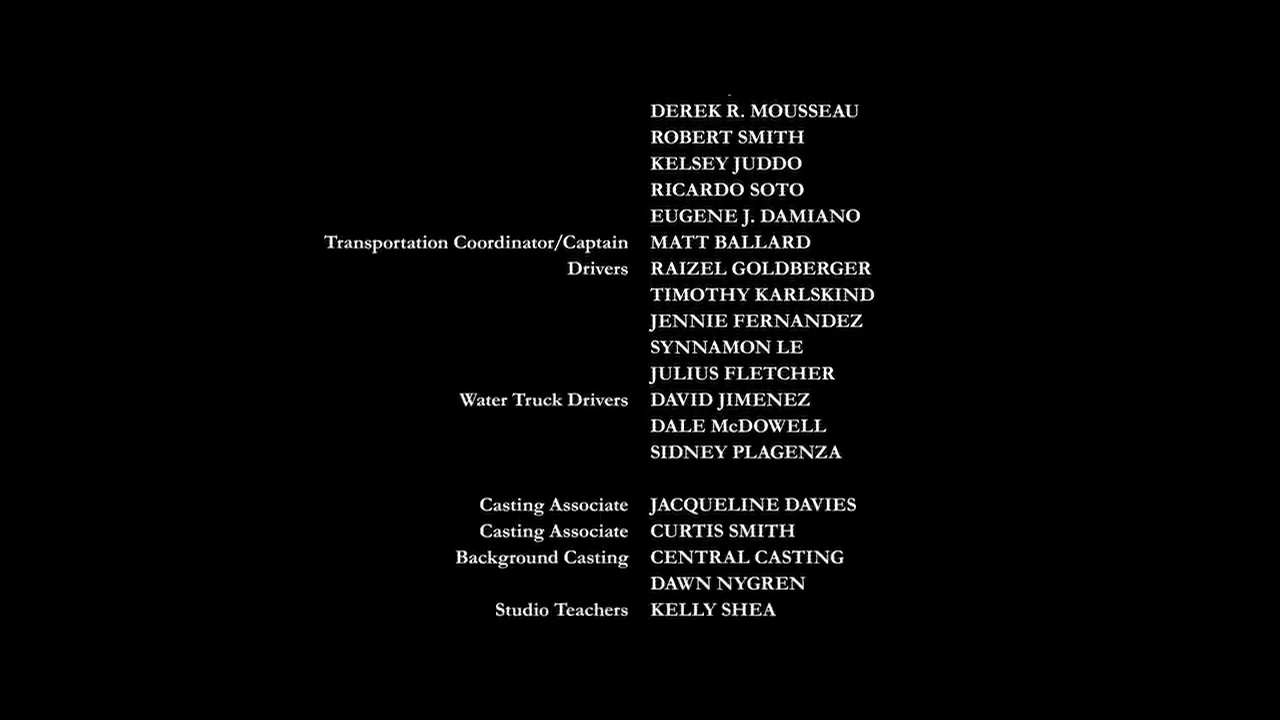 DEREK R. MOUSSEAU
ROBERT SMITH
KELSEY JUDDO
RICARDO SOTO
EUGENE J. DAMIANO
Transportation Coordinator/Captain MATT BALLARD
Drivers RAIZEL GOLDBERGER
TIMOTHY KARLSKIND
JENNIE FERNANDEZ
SYNNAMON LE
JULIUS FLETCHER
Water Truck Drivers DAVID JIMENEZ
DALE McDOWELL
SIDNEY PLAGENZA
Casting Associate JACQUELINE DAVIES
Casting Associate CURTIS SMITH
Background Casting CENTRAL CASTING
DAWN NYGREN
Studio Teachers KELLY SHEA